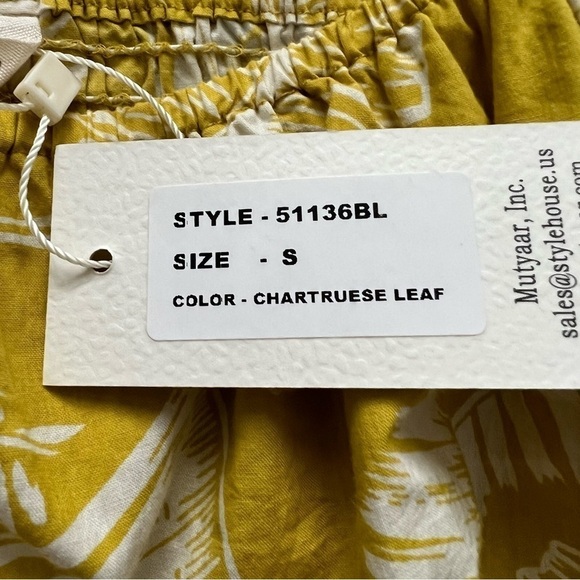 STYLE - 51136BL
SIZE - S
COLOR - CHARTRUESE LEAF
Mutyaar, Inc.
sales@stylehouse.us